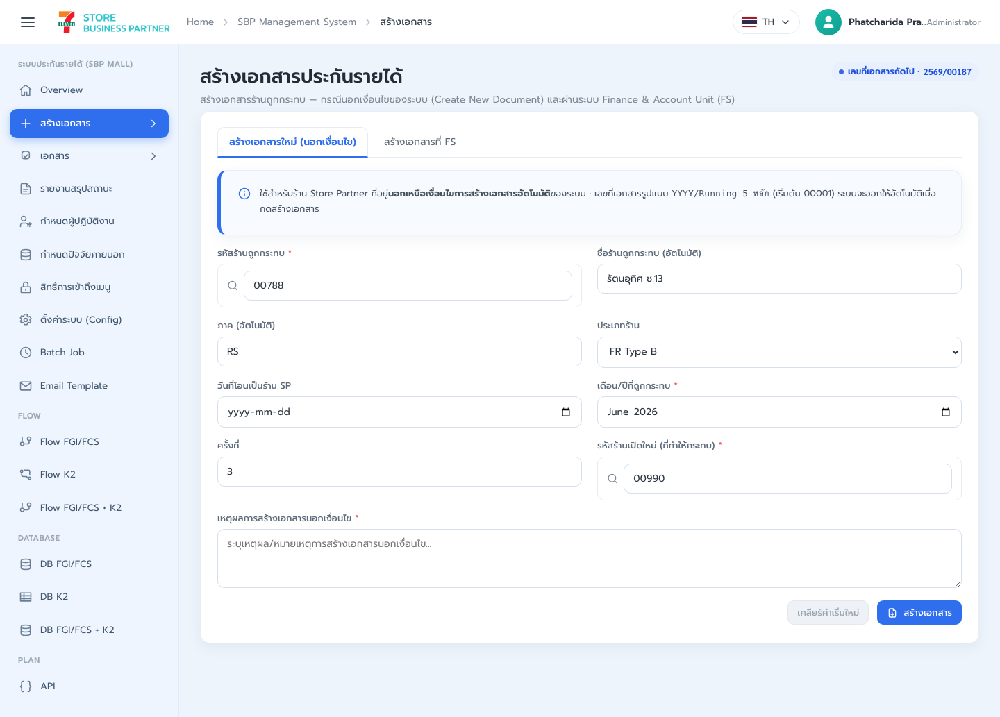 7 ELEVEN STORE BUSINESS PARTNER
Home > SBP Management System > สร้างเอกสาร
TH
Phatcharida Pra... Administrator
ระบบประกันรายได้ (SBP MALL)
Overview
สร้างเอกสาร
เอกสาร
รายงานสรุปสถานะ
กำหนดผู้ปฏิบัติงาน
กำหนดปัจจัยภายนอก
สิทธิ์การเข้าถึงเมนู
ตั้งค่าระบบ (Config)
Batch Job
Email Template
FLOW
Flow FGI/FCS
Flow K2
Flow FGI/FCS + K2
DATABASE
DB FGI/FCS
DB K2
DB FGI/FCS + K2
PLAN
API
สร้างเอกสารประกันรายได้
เลขที่เอกสารถัดไป · 2569/00187
สร้างเอกสารร้านถูกกระทบ — กรณีนอกเงื่อนไขของระบบ (Create New Document) และผ่านระบบ Finance & Account Unit (FS)
สร้างเอกสารใหม่ (นอกเงื่อนไข)
สร้างเอกสารที่ FS
ใช้สำหรับร้าน Store Partner ที่อยู่นอกเหนือเงื่อนไขการสร้างเอกสารอัตโนมัติของระบบ · เลขที่เอกสารรูปแบบ YYYY/Running 5 หลัก (เริ่มต้น 00001) ระบบจะออกให้อัตโนมัติเมื่อ
กดสร้างเอกสาร
รหัสร้านถูกกระทบ *
00788
ชื่อร้านถูกกระทบ (อัตโนมัติ)
รัตนอุทิศ ซ.13
ภาค (อัตโนมัติ)
RS
ประเภทร้าน
FR Type B
วันที่โอนเป็นร้าน SP
yyyy-mm-dd
เดือน/ปีที่ถูกกระทบ *
June 2026
ครั้งที่
3
รหัสร้านเปิดใหม่ (ที่ทำให้กระทบ) *
00990
เหตุผลการสร้างเอกสารนอกเงื่อนไข *
ระบุเหตุผล/หมายเหตุการสร้างเอกสารนอกเงื่อนไข...
เคลียร์ค่าเริ่มใหม่
สร้างเอกสาร